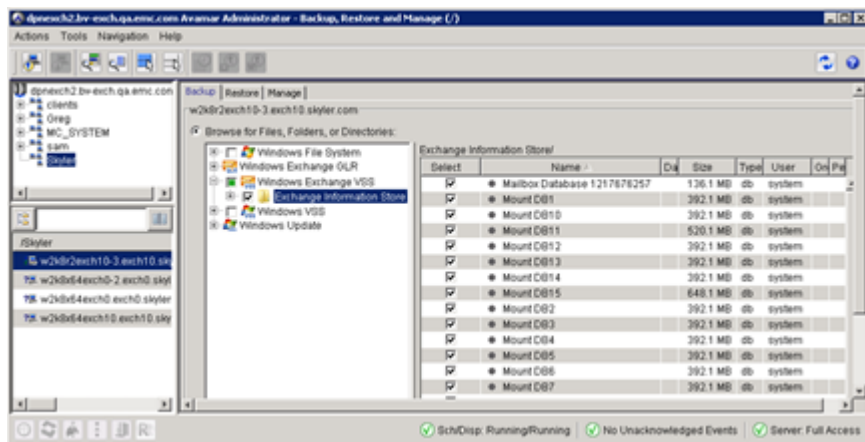 dpnexch2.bv-exch.qa.emc.com Avamar Administrator - Backup, Restore and Manage (/)
Actions Tools Navigation Help
dpnexch2.bv-exch.qa.emc.con
clients
Greg
MC_SYSTEM
sam
Skyler
/Skyler
w2k8r2exch10-3.exch10.sky
w2k8x64exch0-2.exch0.skyl
w2k8x64exch0.exch0.skyler
w2k8x64exch10.exch10.sky
Backup Restore Manage
w2k8r2exch10-3.exch10.skyler.com
Browse for Files, Folders, or Directories:
Windows File System
Windows Exchange GLR
Windows Exchange VSS
Exchange Information Store
Windows VSS
Windows Update
Exchange Information Store/
Select Name Da Size Type User On Pe
Mailbox Database 1217676257 136.1 MB db system
Mount DB1 392.1 MB db system
Mount DB10 392.1 MB db system
Mount DB11 520.1 MB db system
Mount DB12 392.1 MB db system
Mount DB13 392.1 MB db system
Mount DB14 392.1 MB db system
Mount DB15 648.1 MB db system
Mount DB2 392.1 MB db system
Mount DB3 392.1 MB db system
Mount DB4 392.1 MB db system
Mount DB5 392.1 MB db system
Mount DB6 392.1 MB db system
Mount DB7 392.1 MB db system
Sch/Disp: Running/Running No Unacknowledged Events Server: Full Access